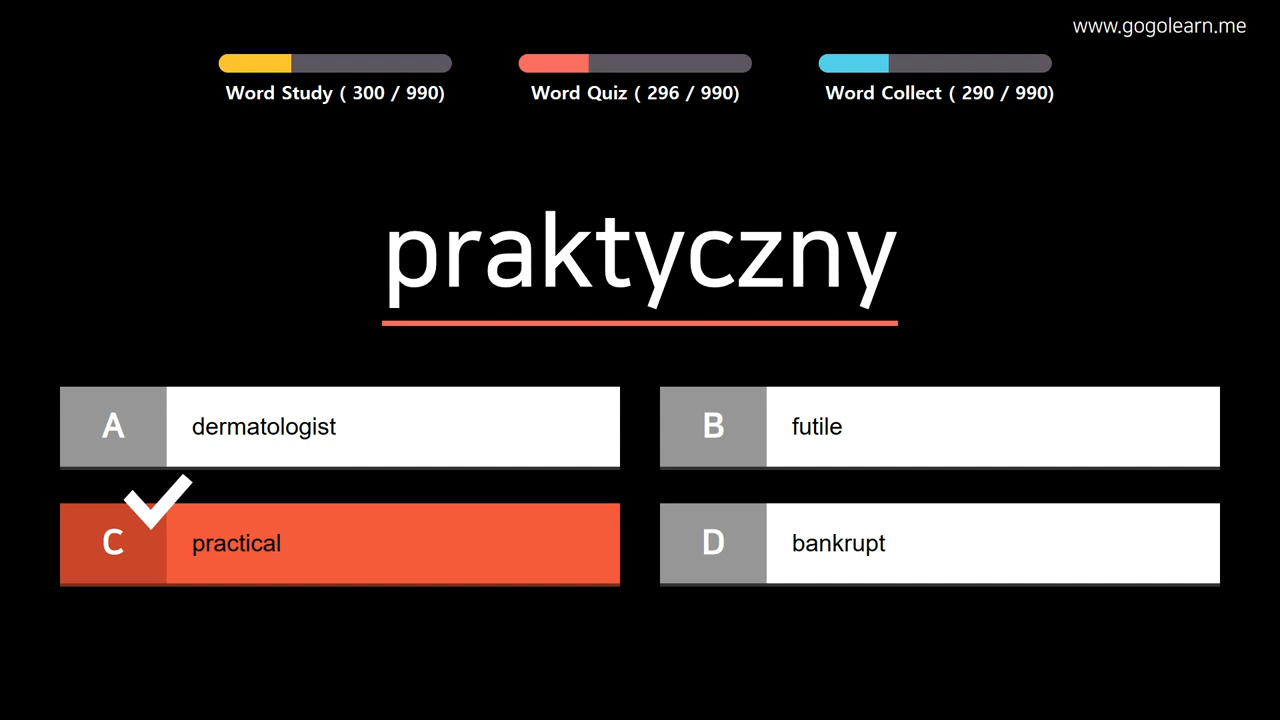 www.gogolearn.me
Word Study ( 300 / 990)
Word Quiz ( 296 / 990)
Word Collect ( 290 / 990)
praktyczny
A dermatologist
B futile
C practical
D bankrupt